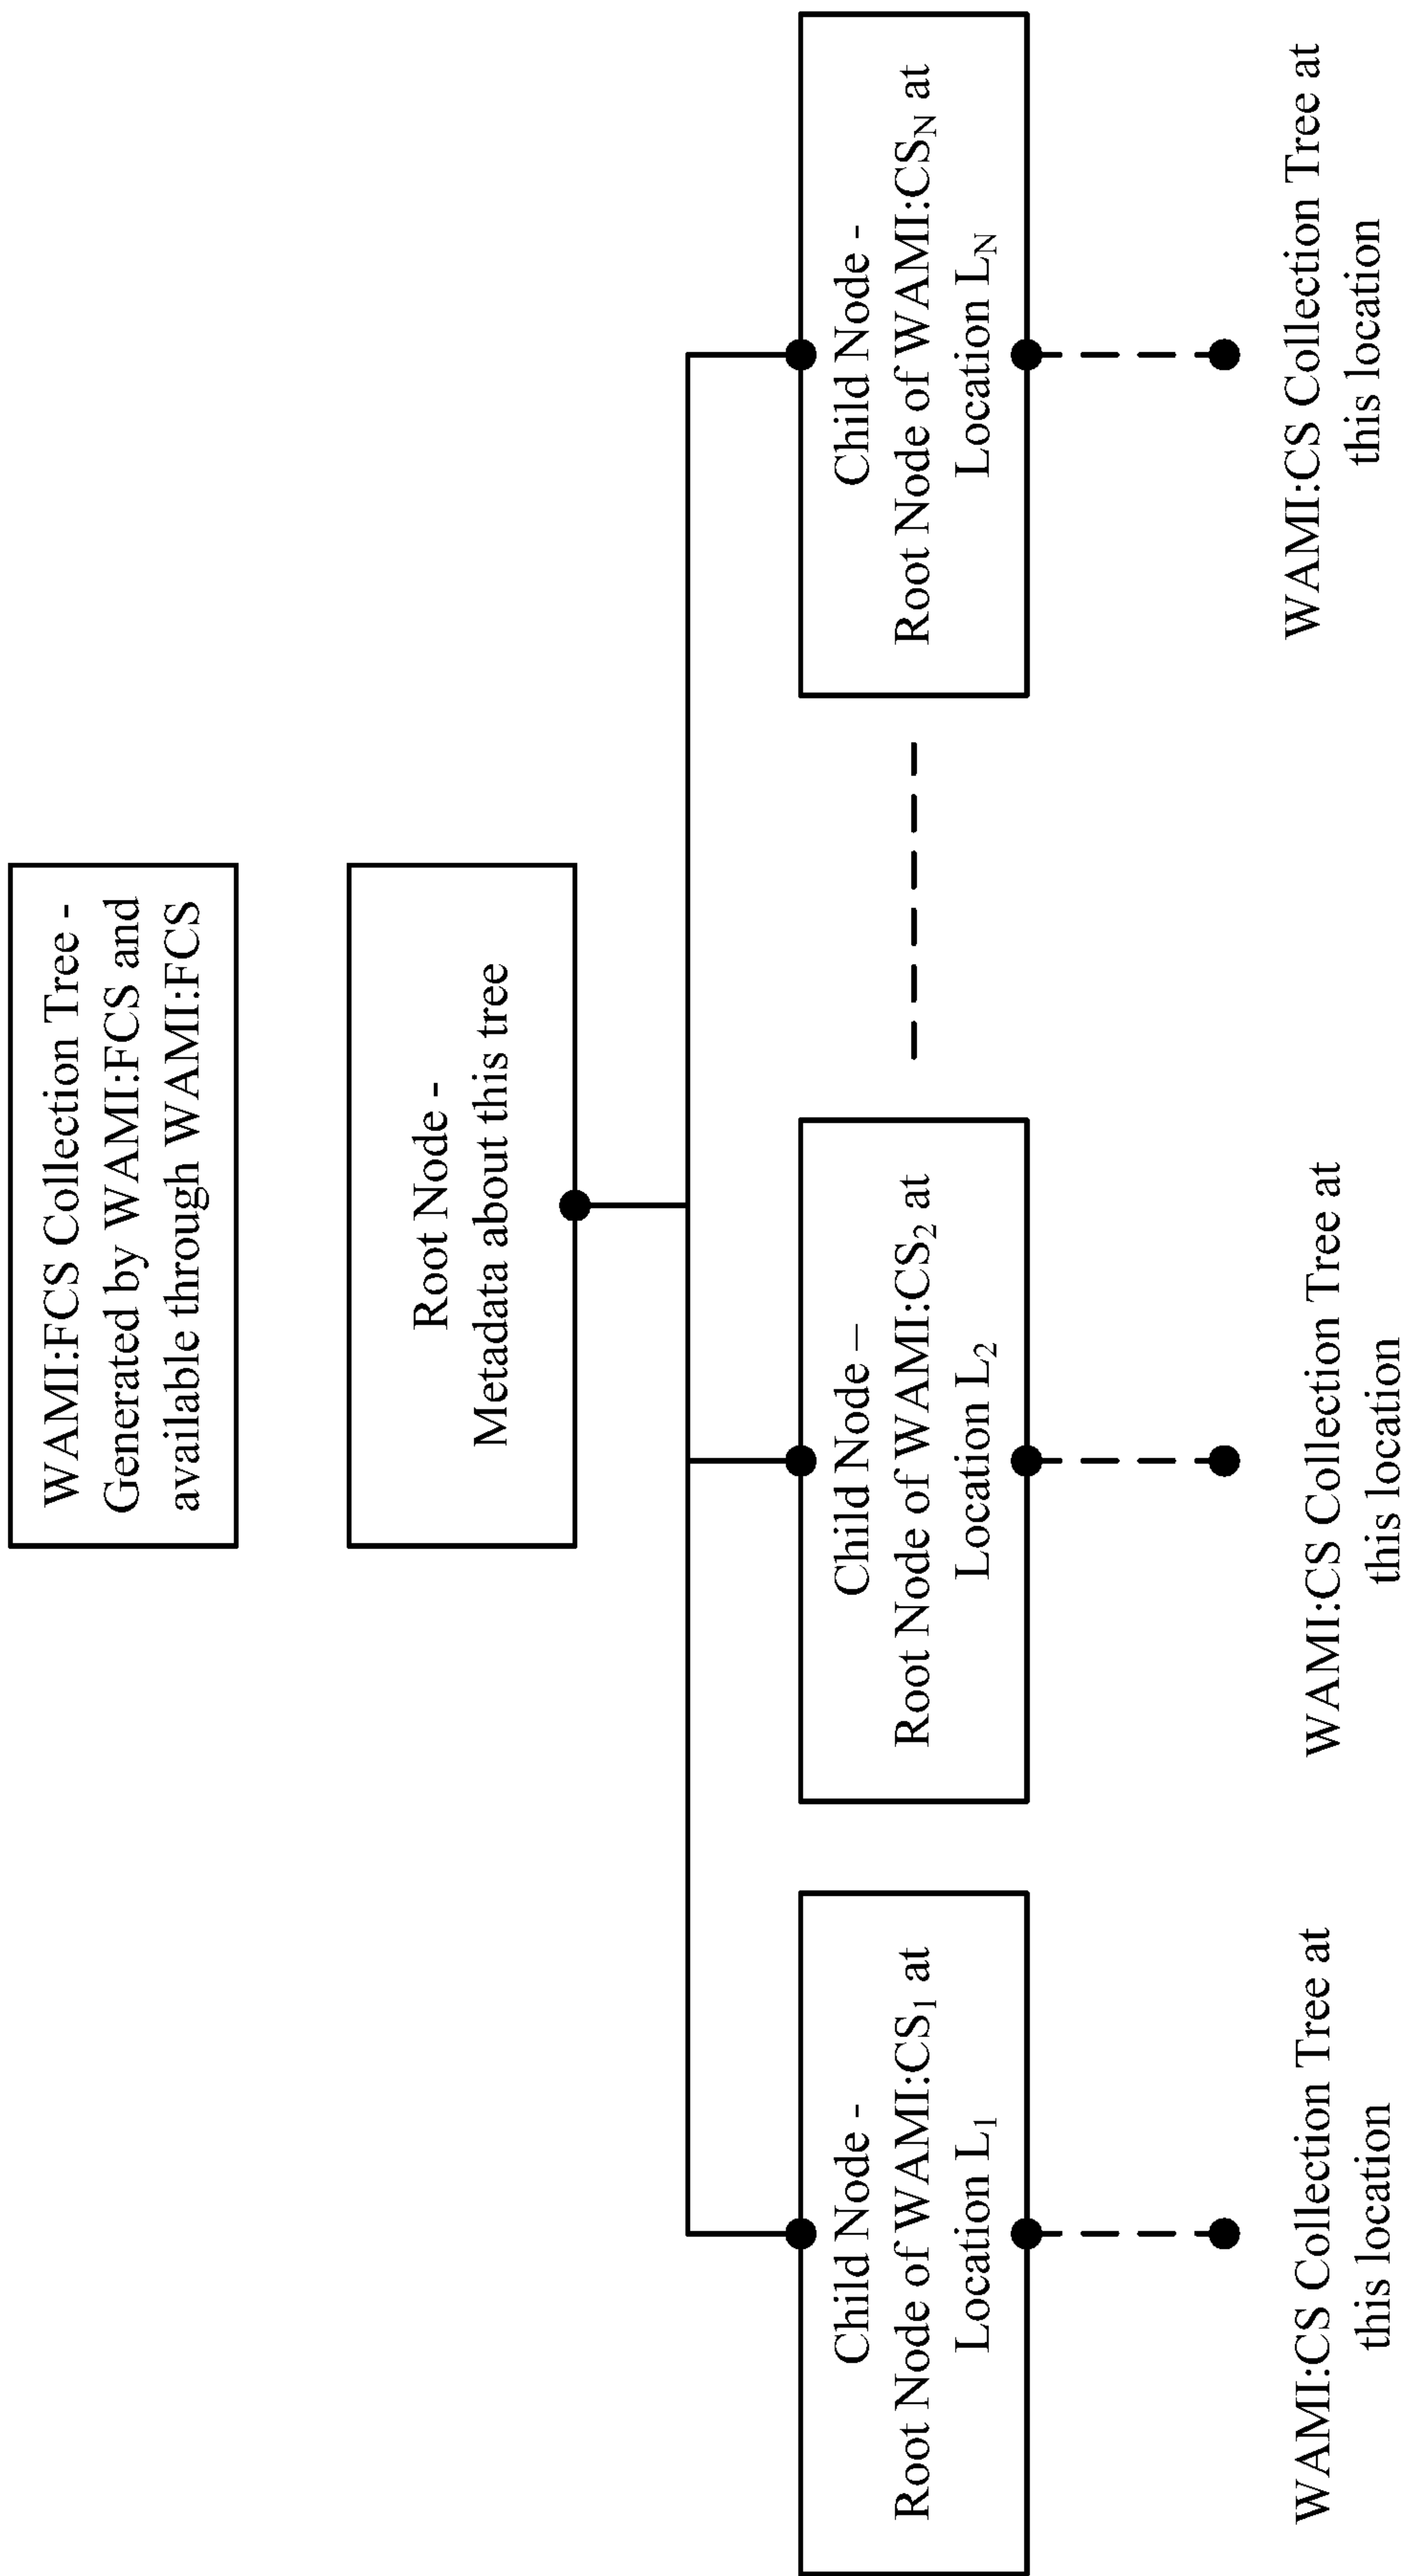 WAMI:FCS Collection Tree -
Generated by WAMI:FCS and
available through WAMI:FCS
Root Node -
Metadata about this tree
Child Node -
Root Node of WAMI:CS₁ at
Location L₁
Child Node –
Root Node of WAMI:CS₂ at
Location L₂
Child Node -
Root Node of WAMI:CS_N at
Location L_N
WAMI:CS Collection Tree at
this location
WAMI:CS Collection Tree at
this location
WAMI:CS Collection Tree at
this location